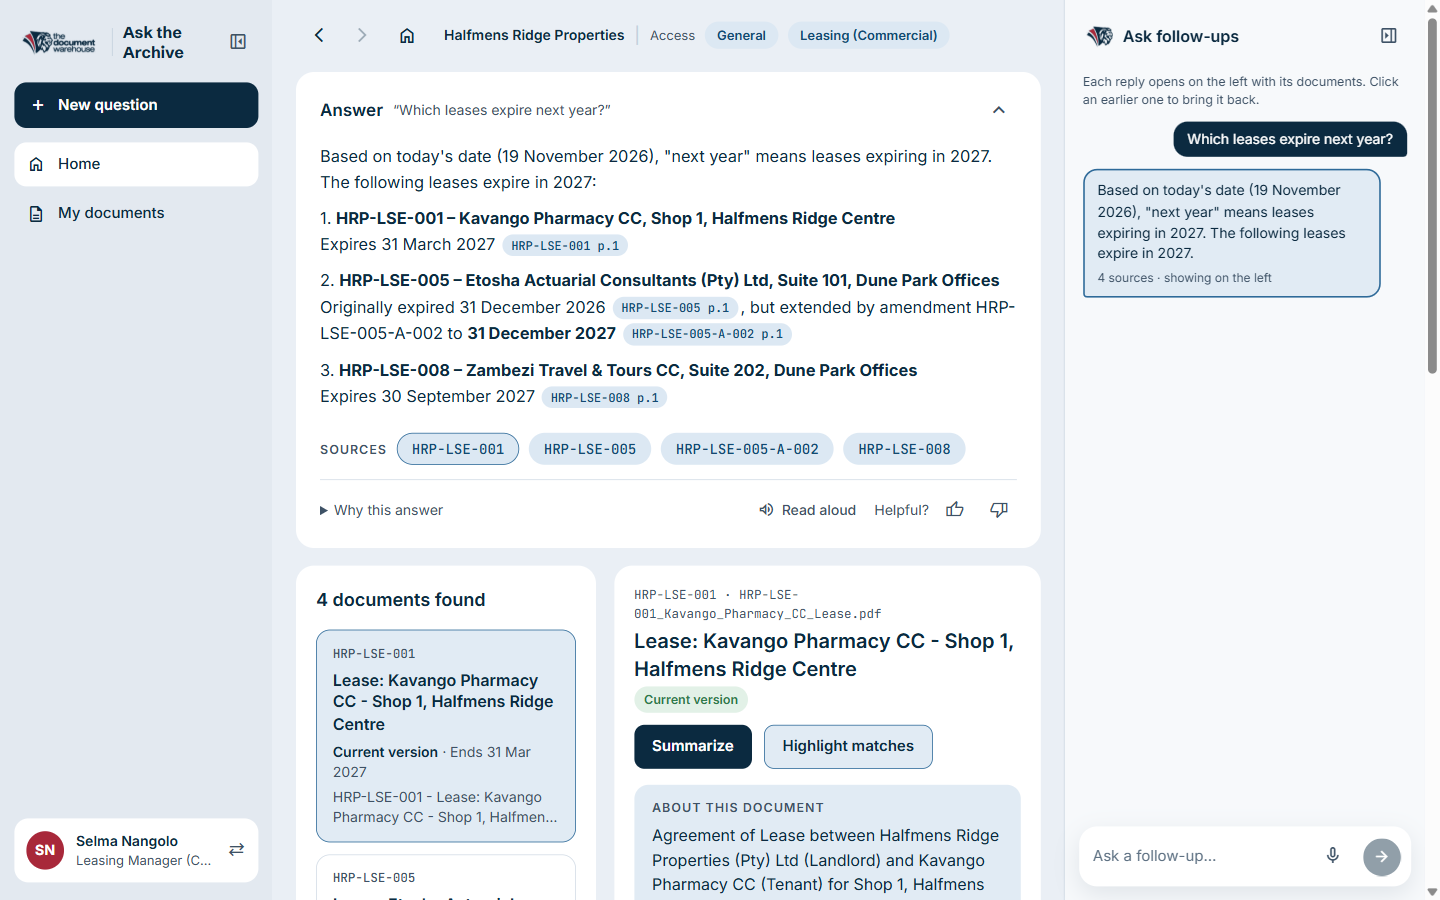 the document warehouse
Ask the Archive
New question
Home
My documents
SN
Selma Nangolo
Leasing Manager (C...
Halfmens Ridge Properties
Access
General
Leasing (Commercial)
Answer "Which leases expire next year?"
Based on today's date (19 November 2026), "next year" means leases expiring in 2027.
The following leases expire in 2027:
1. HRP-LSE-001 – Kavango Pharmacy CC, Shop 1, Halfmens Ridge Centre
Expires 31 March 2027 HRP-LSE-001 p.1
2. HRP-LSE-005 – Etosha Actuarial Consultants (Pty) Ltd, Suite 101, Dune Park Offices
Originally expired 31 December 2026 HRP-LSE-005 p.1 , but extended by amendment HRP-
LSE-005-A-002 to 31 December 2027 HRP-LSE-005-A-002 p.1
3. HRP-LSE-008 – Zambezi Travel & Tours CC, Suite 202, Dune Park Offices
Expires 30 September 2027 HRP-LSE-008 p.1
SOURCES HRP-LSE-001 HRP-LSE-005 HRP-LSE-005-A-002 HRP-LSE-008
Why this answer
Read aloud
Helpful?
4 documents found
HRP-LSE-001
Lease: Kavango Pharmacy
CC - Shop 1, Halfmens Ridge
Centre
Current version · Ends 31 Mar
2027
HRP-LSE-001 - Lease: Kavango
Pharmacy CC - Shop 1, Halfmen...
HRP-LSE-005
HRP-LSE-001 · HRP-LSE-
001_Kavango_Pharmacy_CC_Lease.pdf
Lease: Kavango Pharmacy CC - Shop 1,
Halfmens Ridge Centre
Current version
Summarize
Highlight matches
ABOUT THIS DOCUMENT
Agreement of Lease between Halfmens Ridge
Properties (Pty) Ltd (Landlord) and Kavango
Pharmacy CC (Tenant) for Shop 1, Halfmens
Ask follow-ups
Each reply opens on the left with its documents. Click
an earlier one to bring it back.
Which leases expire next year?
Based on today's date (19 November
2026), "next year" means leases
expiring in 2027. The following leases
expire in 2027.
4 sources · showing on the left
Ask a follow-up...